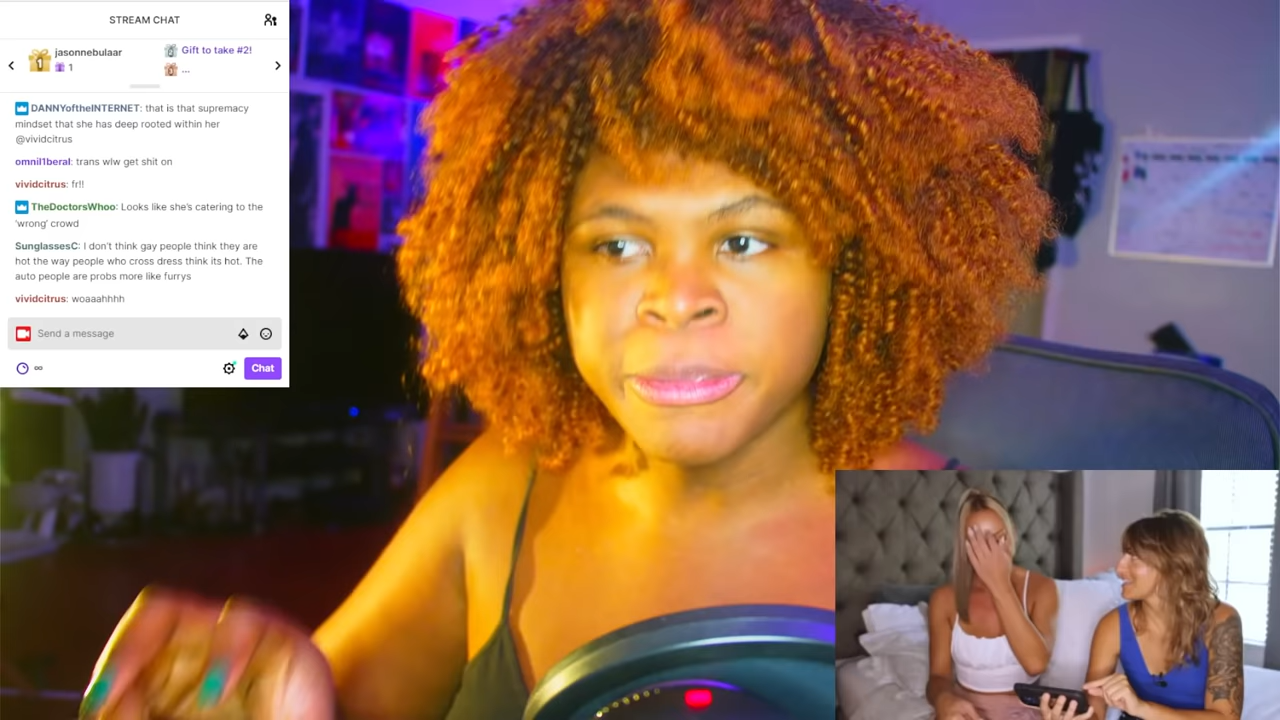 STREAM CHAT
jasonnebulaar
1
Gift to take #2!
...
1
DANNYoftheINTERNET: that is that supremacy
mindset that she has deep rooted within her
@vividcitrus
omnil1beral: trans wlw get shit on
vividcitrus: fr!!
TheDoctorsWhoo: Looks like she's catering to the
'wrong' crowd
SunglassesC: I don't think gay people think they are
hot the way people who cross dress think its hot. The
auto people are probs more like furrys
vividcitrus: woaaahhhh
Send a message
∞
Chat